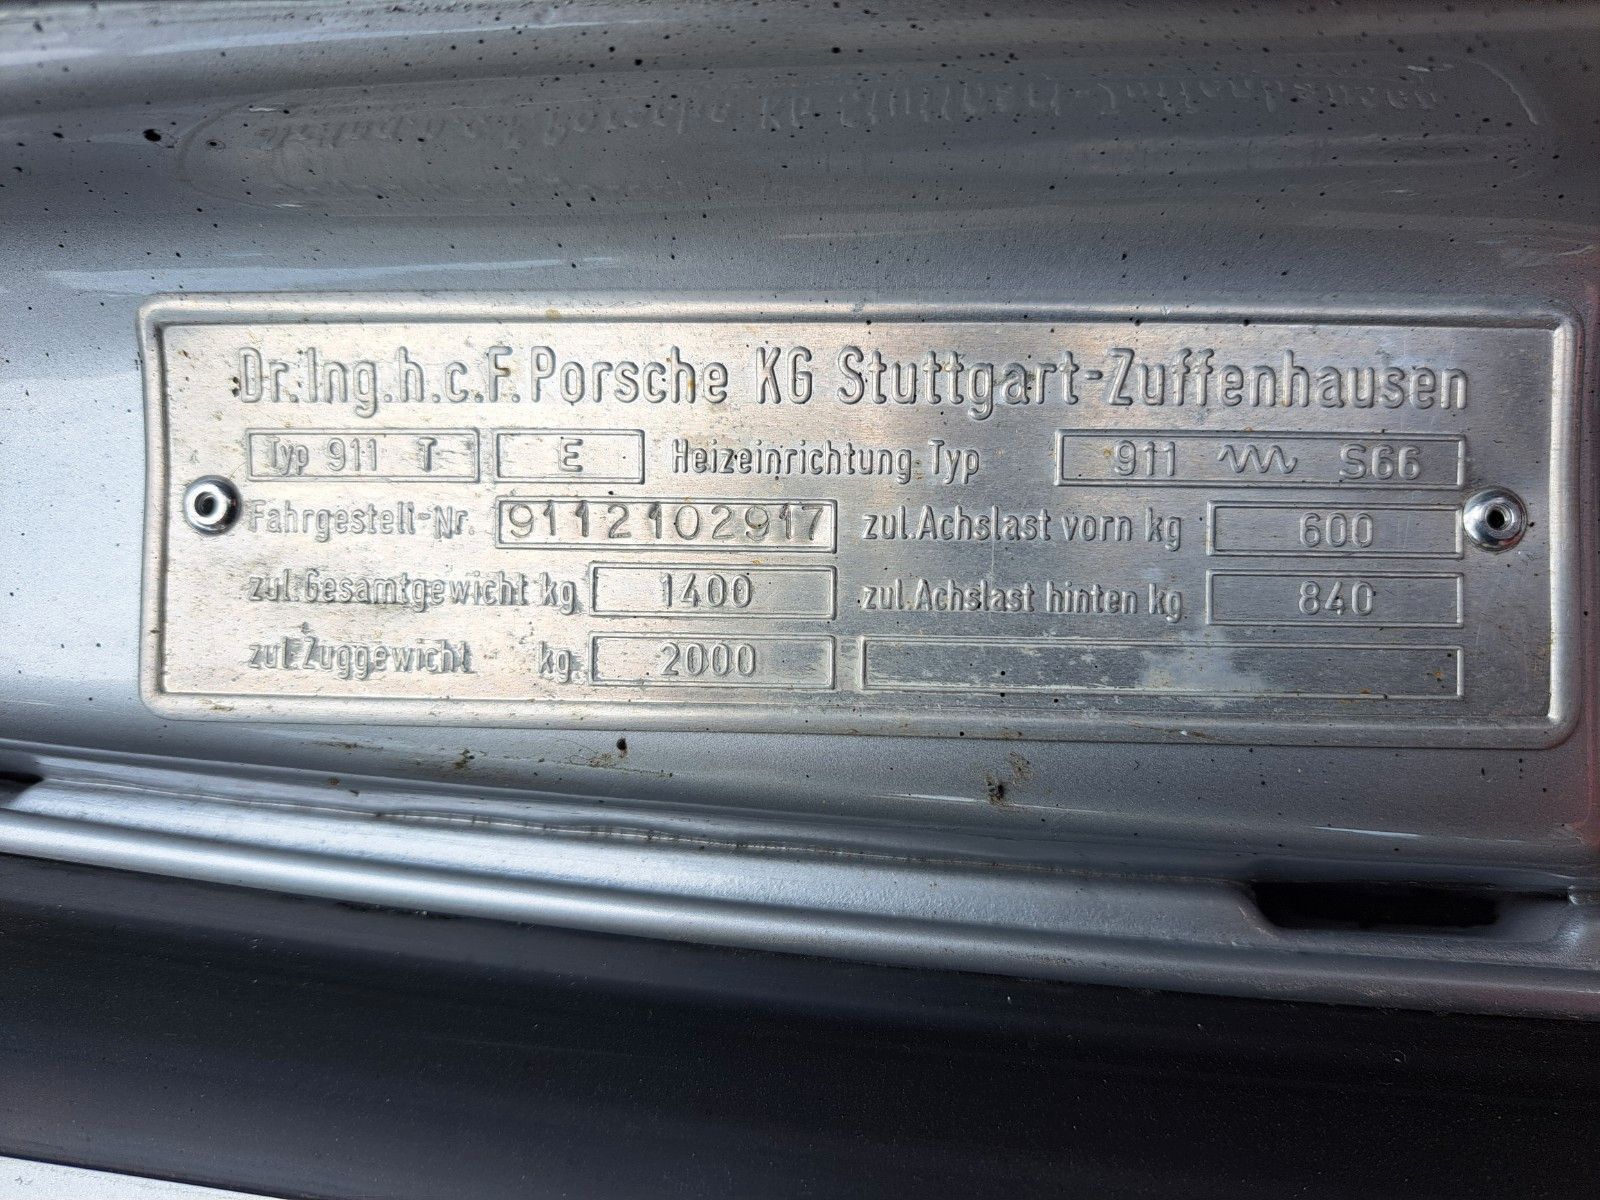 Dr.Ing.h.c.F.Porsche KG Stuttgart-Zuffenhausen
Typ 911 T E Heizeinrichtung Typ 911 S66
Fahrgestell-Nr. 9112102917 zul.Achslast vorn kg 600
zul.Gesamtgewicht kg 1400 zul.Achslast hinten kg 840
zul.Zuggewicht kg 2000